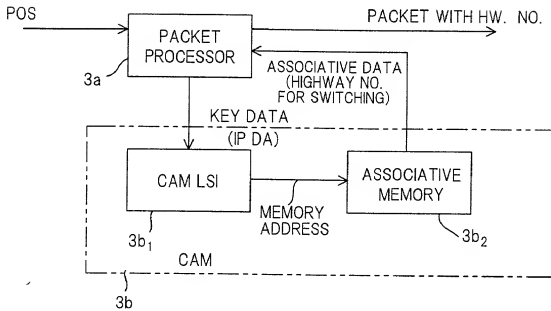 POS
PACKET WITH HW. NO.
PACKET
PROCESSOR
3a
ASSOCIATIVE DATA
(HIGHWAY NO.
FOR SWITCHING)
KEY DATA
(IP DA)
CAM LSI
ASSOCIATIVE
MEMORY
MEMORY
ADDRESS
3b₁
3b₂
CAM
3b